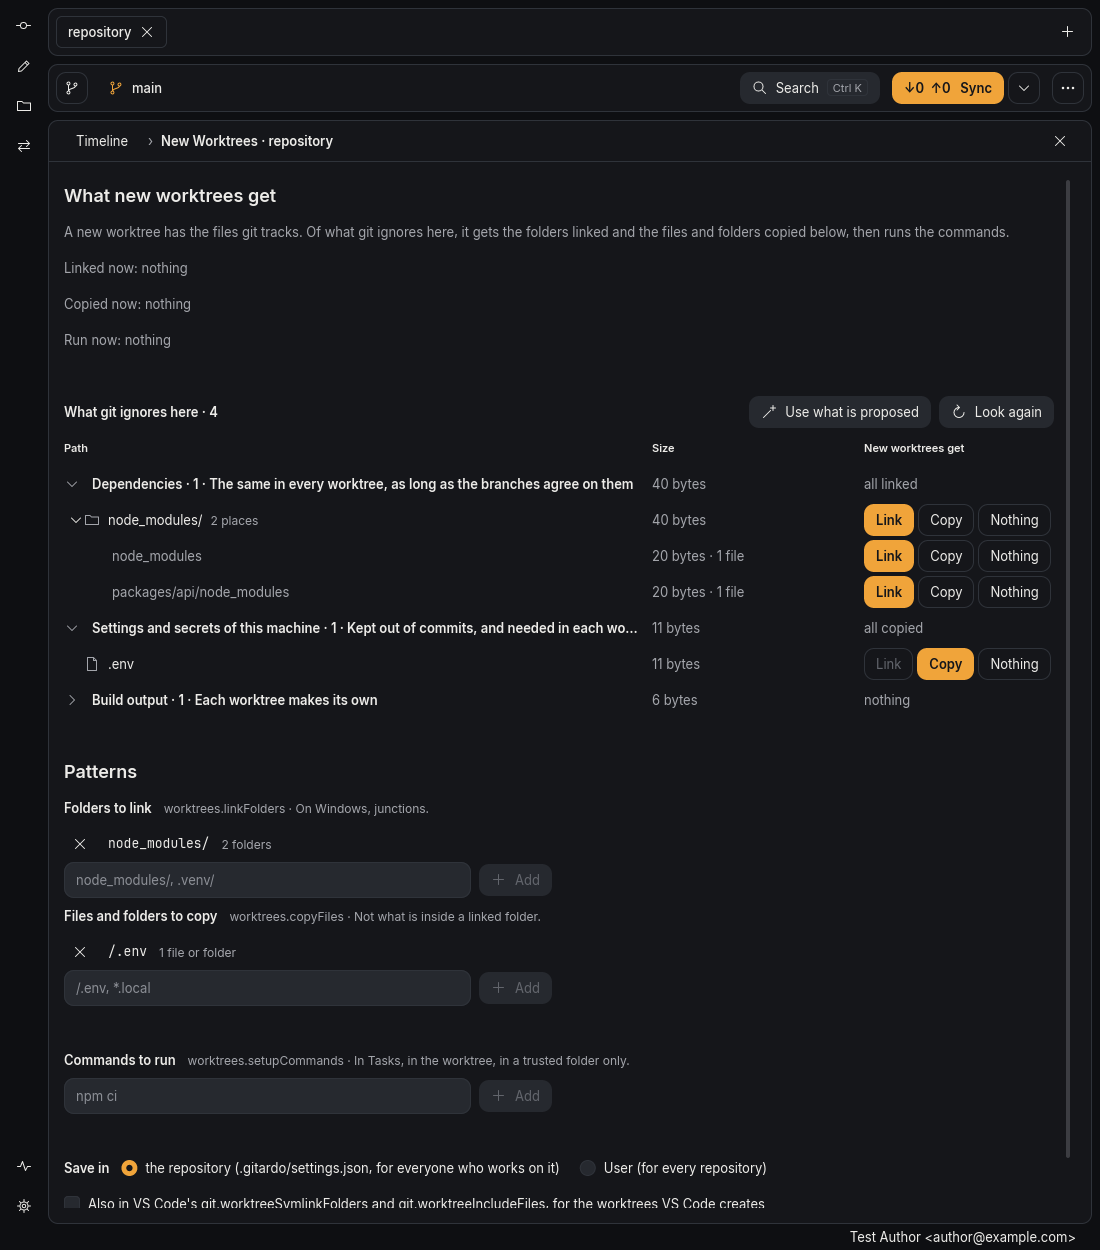 repository
main
Search Ctrl K
↓0 ↑0 Sync
Timeline › New Worktrees · repository
What new worktrees get
A new worktree has the files git tracks. Of what git ignores here, it gets the folders linked and the files and folders copied below, then runs the commands.
Linked now: nothing
Copied now: nothing
Run now: nothing
What git ignores here · 4
Use what is proposed
Look again
Path Size New worktrees get
Dependencies · 1 · The same in every worktree, as long as the branches agree on them 40 bytes all linked
node_modules/ 2 places 40 bytes Link Copy Nothing
node_modules 20 bytes · 1 file Link Copy Nothing
packages/api/node_modules 20 bytes · 1 file Link Copy Nothing
Settings and secrets of this machine · 1 · Kept out of commits, and needed in each wo... 11 bytes all copied
.env 11 bytes Link Copy Nothing
Build output · 1 · Each worktree makes its own 6 bytes nothing
Patterns
Folders to link worktrees.linkFolders · On Windows, junctions.
node_modules/ 2 folders
node_modules/, .venv/ Add
Files and folders to copy worktrees.copyFiles · Not what is inside a linked folder.
/.env 1 file or folder
/.env, *.local Add
Commands to run worktrees.setupCommands · In Tasks, in the worktree, in a trusted folder only.
npm ci Add
Save in the repository (.gitardo/settings.json, for everyone who works on it) User (for every repository)
Also in VS Code's git.worktreeSymlinkFolders and git.worktreeIncludeFiles, for the worktrees VS Code creates
Test Author <author@example.com>